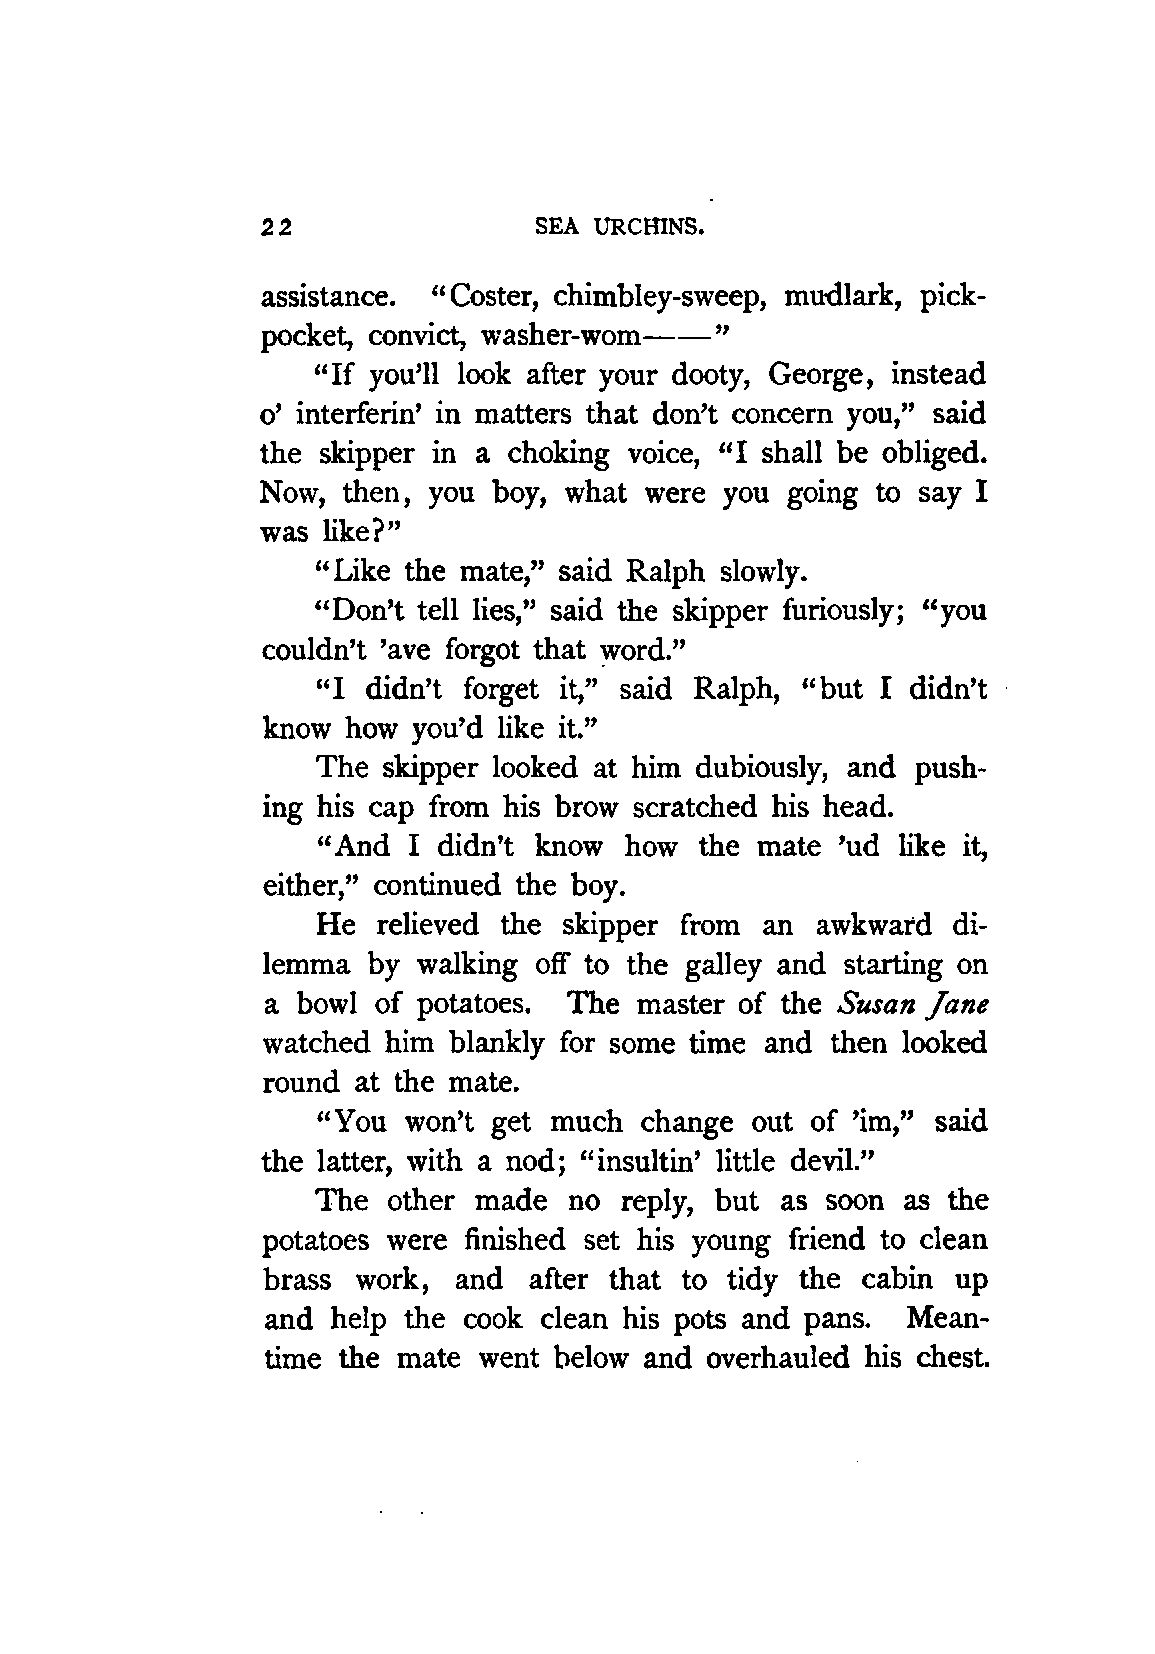 22 SEA URCHINS.
assistance. “Coster, chimbley-sweep, mudlark, pick-
pocket, convict, washer-wom——”
“If you’ll look after your dooty, George, instead
o’ interferin’ in matters that don’t concern you,” said
the skipper in a choking voice, “I shall be obliged.
Now, then, you boy, what were you going to say I
was like?”
“Like the mate,” said Ralph slowly.
“Don’t tell lies,” said the skipper furiously; “you
couldn’t ’ave forgot that word.”
“I didn’t forget it,” said Ralph, “but I didn’t
know how you’d like it.”
The skipper looked at him dubiously, and push-
ing his cap from his brow scratched his head.
“And I didn’t know how the mate ’ud like it,
either,” continued the boy.
He relieved the skipper from an awkward di-
lemma by walking off to the galley and starting on
a bowl of potatoes. The master of the Susan Jane
watched him blankly for some time and then looked
round at the mate.
“You won’t get much change out of ’im,” said
the latter, with a nod; “insultin’ little devil.”
The other made no reply, but as soon as the
potatoes were finished set his young friend to clean
brass work, and after that to tidy the cabin up
and help the cook clean his pots and pans. Mean-
time the mate went below and overhauled his chest.